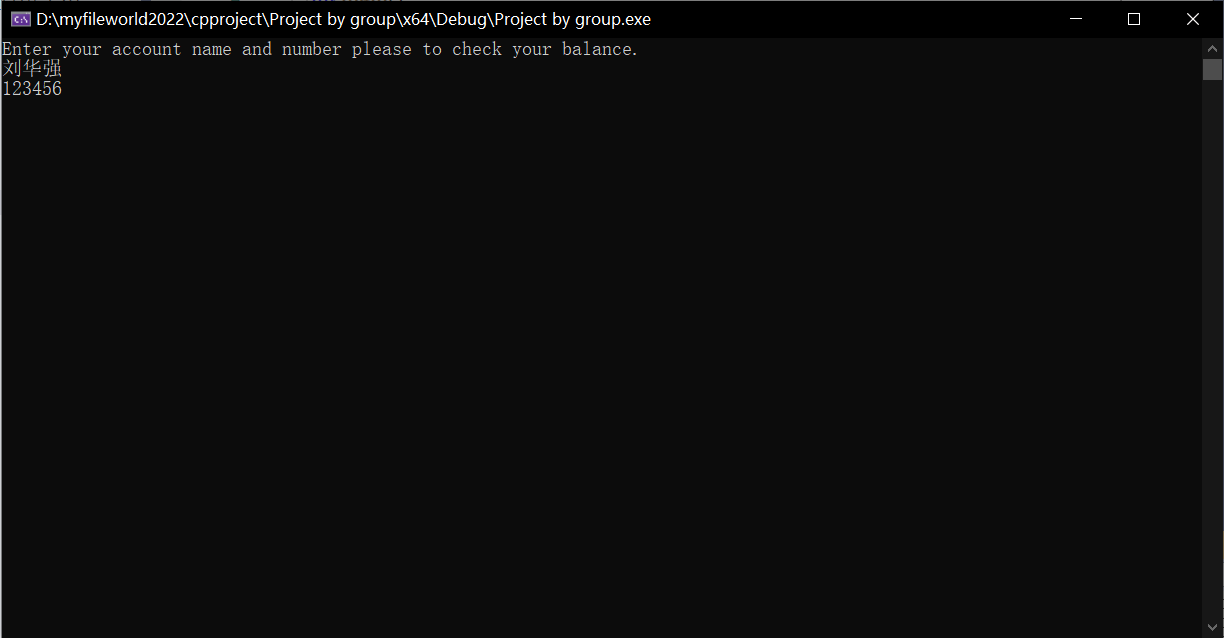 D:\myfileworld2022\cpproject\Project by group\x64\Debug\Project by group.exe
Enter your account name and number please to check your balance.
刘华强
123456